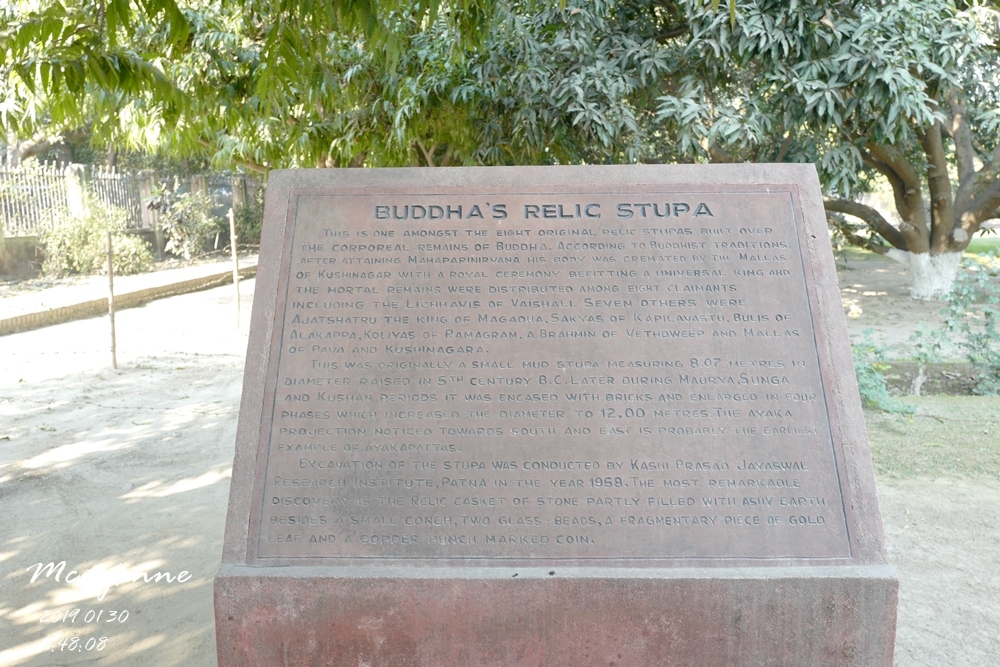 BUDDHA'S RELIC STUPA
THIS IS ONE AMONGST THE EIGHT ORIGINAL RELIC STUPAS BUILT OVER
THE CORPOREAL REMAINS OF BUDDHA. ACCORDING TO BUDDHIST TRADITIONS,
AFTER ATTAINING MAHAPARINIRVANA HIS BODY WAS CREMATED BY THE MALLAS
OF KUSHINAGAR WITH A ROYAL CEREMONY BEFITTING A UNIVERSAL KING AND
THE MORTAL REMAINS WERE DISTRIBUTED AMONG EIGHT CLAIMANTS
INCLUDING THE LICHHAVIS OF VAISHALI. SEVEN OTHERS WERE
AJATSHATRU THE KING OF MAGADHA, SAKYAS OF KAPILAVASTU, BULIS OF
ALAKAPPA, KOLIYAS OF RAMAGRAM, A BRAHMIN OF VETHDWEEP AND MALLAS
OF PAVA AND KUSHINAGARA.
THIS WAS ORIGINALLY A SMALL MUD STUPA MEASURING 8.07 METRES IN
DIAMETER RAISED IN 5TH CENTURY B.C. LATER DURING MAURYA, SUNGA
AND KUSHAN PERIODS IT WAS ENCASED WITH BRICKS AND ENLARGED IN FOUR
PHASES WHICH INCREASED THE DIAMETER TO 12.00 METRES. THE AYAKA
PROJECTION NOTICED TOWARDS SOUTH AND EAST IS PROBABLY THE EARLIEST
EXAMPLE OF AYAKAPATTAS.
EXCAVATION OF THE STUPA WAS CONDUCTED BY KASHI PRASAD JAYASWAL
RESEARCH INSTITUTE, PATNA IN THE YEAR 1958. THE MOST REMARKABLE
DISCOVERY IS THE RELIC CASKET OF STONE PARTLY FILLED WITH ASHY EARTH
BESIDES A SMALL CONCH, TWO GLASS BEADS, A FRAGMENTARY PIECE OF GOLD
LEAF AND A COPPER PUNCH MARKED COIN.
2019 01 30
:48:08